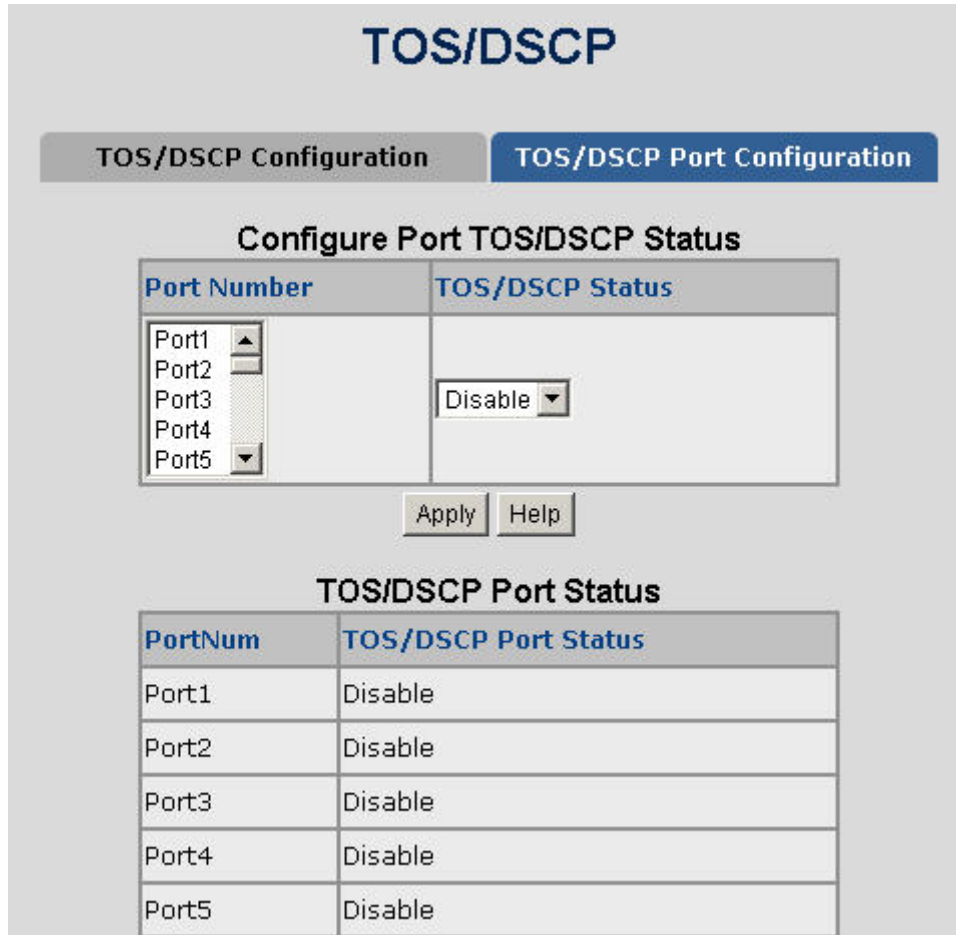 TOS/DSCP
TOS/DSCP Configuration TOS/DSCP Port Configuration
Configure Port TOS/DSCP Status
Port Number TOS/DSCP Status
Port1
Port2
Port3
Port4
Port5
Disable
Apply Help
TOS/DSCP Port Status
PortNum TOS/DSCP Port Status
Port1 Disable
Port2 Disable
Port3 Disable
Port4 Disable
Port5 Disable